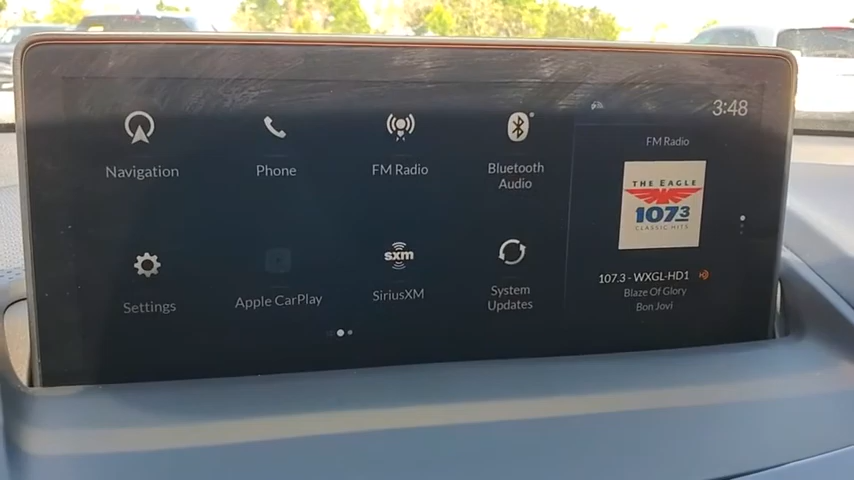 3:48
Navigation
Phone
FM Radio
Bluetooth
Audio
FM Radio
THE EAGLE
107.3
CLASSIC HITS
Settings
Apple CarPlay
sxm
SiriusXM
System
Updates
107.3 - WXGL-HD1
Blaze Of Glory
Bon Jovi